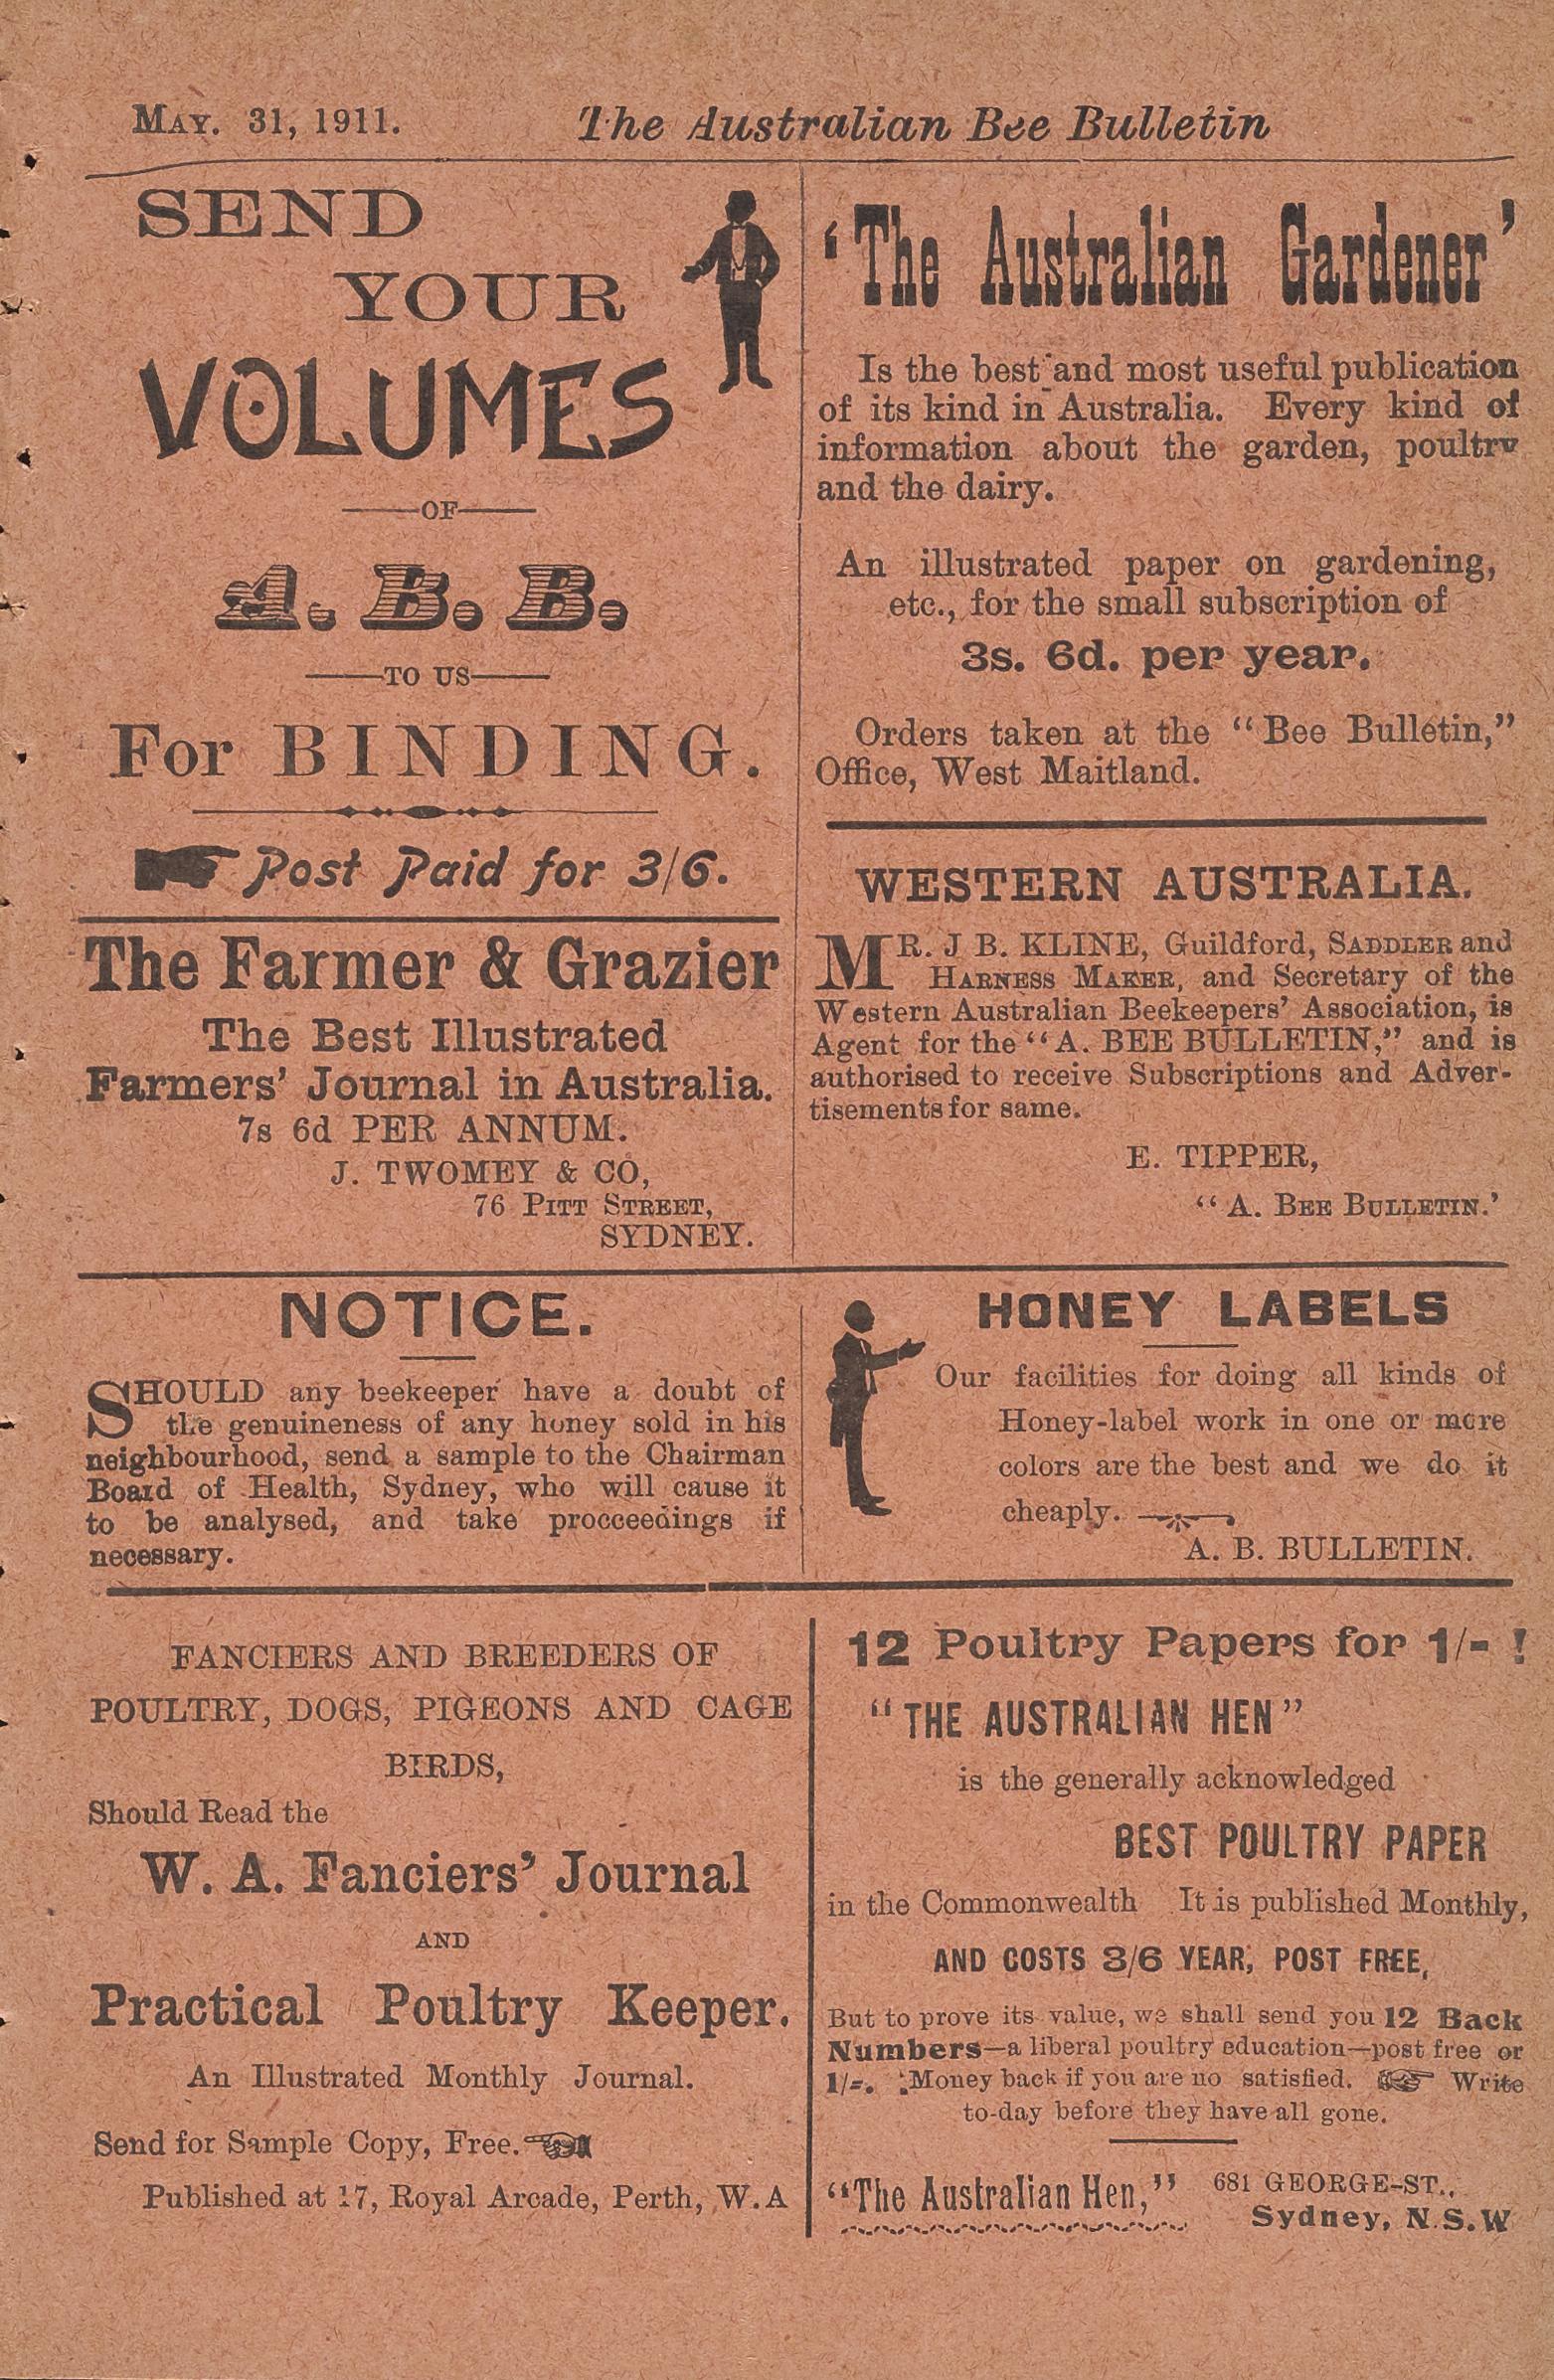 MAY. 31, 1911.
The Australian Bee Bulletin
SEND
YOUR
VOLUMES
OF
A. B. B.
TO US
For BINDING.
Post Paid for 3/6.
The Farmer & Grazier
The Best Illustrated
Farmers' Journal in Australia.
7s 6d PER ANNUM.
J. TWOMEY & CO,
76 PITT STREET,
SYDNEY.
'The Australian Gardener'
Is the best and most useful publication
of its kind in Australia. Every kind of
information about the garden, poultry
and the dairy.
An illustrated paper on gardening,
etc., for the small subscription of
3s. 6d. per year.
Orders taken at the "Bee Bulletin,"
Office, West Maitland.
WESTERN AUSTRALIA.
MR. J B. KLINE, Guildford, SADDLER and
HARNESS MAKER, and Secretary of the
Western Australian Beekeepers' Association, is
Agent for the "A. BEE BULLETIN," and is
authorised to receive Subscriptions and Adver-
tisements for same.
E. TIPPER,
"A. BEE BULLETIN.'
NOTICE.
SHOULD any beekeeper have a doubt of
the genuineness of any honey sold in his
neighbourhood, send a sample to the Chairman
Board of Health, Sydney, who will cause it
to be analysed, and take procceedings if
necessary.
HONEY LABELS
Our facilities for doing all kinds of
Honey-label work in one or more
colors are the best and we do it
cheaply.
A. B. BULLETIN.
FANCIERS AND BREEDERS OF
POULTRY, DOGS, PIGEONS AND CAGE
BIRDS,
Should Read the
W. A. Fanciers' Journal
AND
Practical Poultry Keeper.
An Illustrated Monthly Journal.
Send for Sample Copy, Free.
Published at 17, Royal Arcade, Perth, W.A
12 Poultry Papers for 1/- !
"THE AUSTRALIAN HEN"
is the generally acknowledged
BEST POULTRY PAPER
in the Commonwealth It is published Monthly,
AND COSTS 3/6 YEAR, POST FREE,
But to prove its value, we shall send you 12 Back
Numbers—a liberal poultry education—post free or
1/-. Money back if you are no satisfied. Write
to-day before they have all gone.
"The Australian Hen," 681 GEORGE-ST.,
Sydney, N.S.W